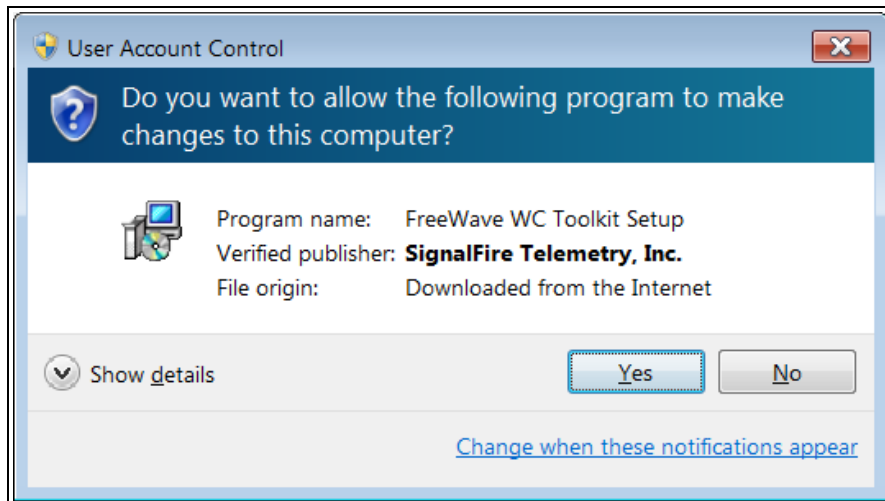 User Account Control
Do you want to allow the following program to make
changes to this computer?
Program name: FreeWave WC Toolkit Setup
Verified publisher: SignalFire Telemetry, Inc.
File origin: Downloaded from the Internet
Show details
Yes
No
Change when these notifications appear